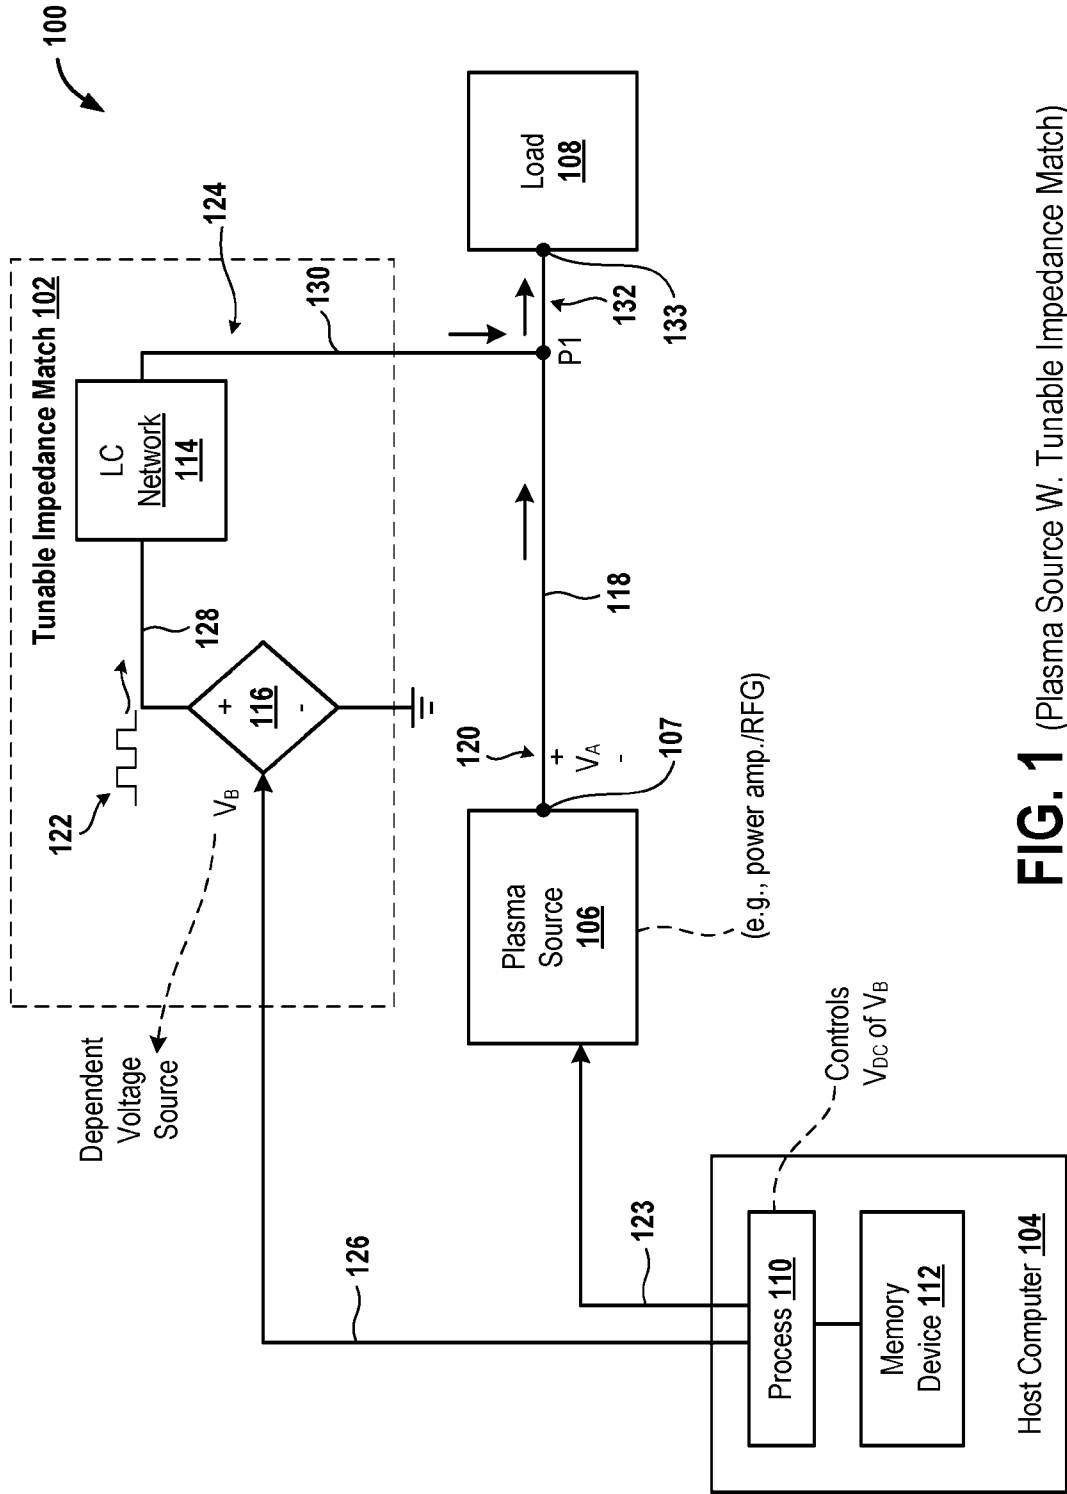 100
Tunable Impedance Match 102
124
122
128
LC
Network
114
130
+
116
-
VB
Dependent
Voltage
Source
126
120
+
VA
-
107
118
P1
132
133
Load
108
Plasma
Source
106
(e.g., power amp./RFG)
123
Controls
VDC of VB
Process 110
Memory
Device 112
Host Computer 104
FIG. 1 (Plasma Source W. Tunable Impedance Match)